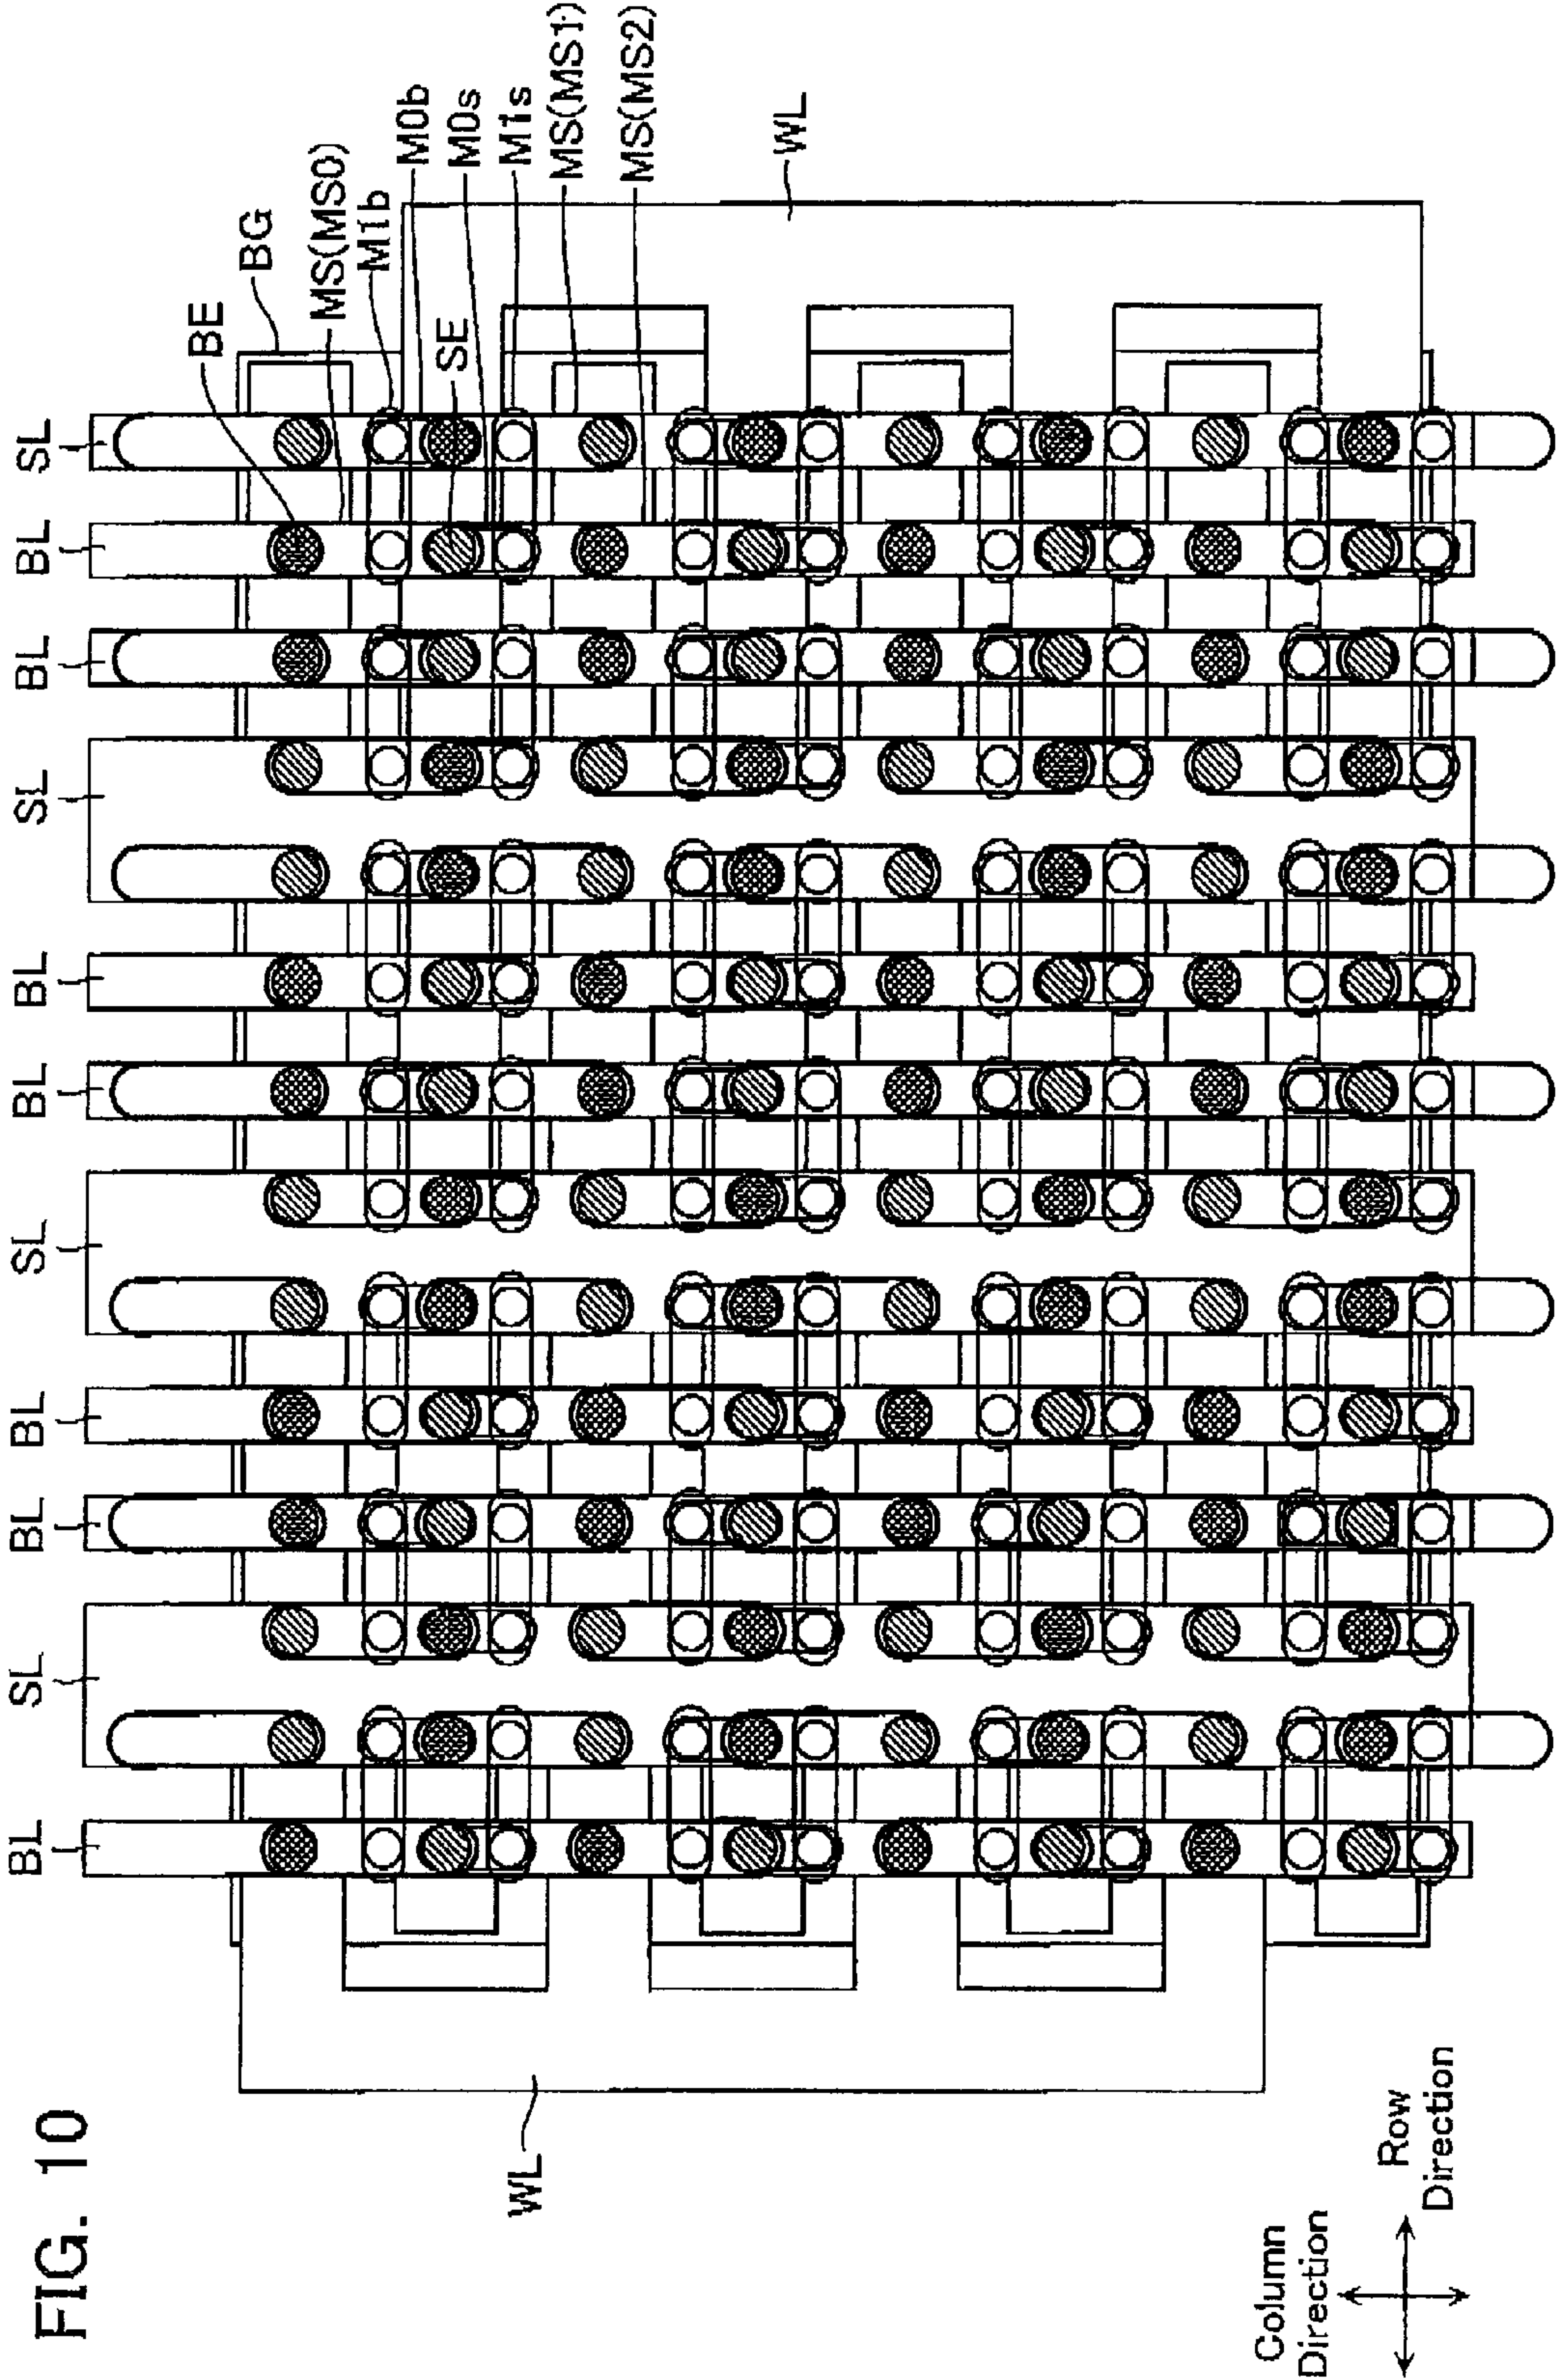 FIG. 10
BL
SL
BL
BL
SL
BL
BL
SL
BL
BL
SL
BE
BG
MS(MS0)
M1b
M0b
SE
M0s
M1s
MS(MS1)
MS(MS2)
WL
WL
Column
Direction
Row
Direction